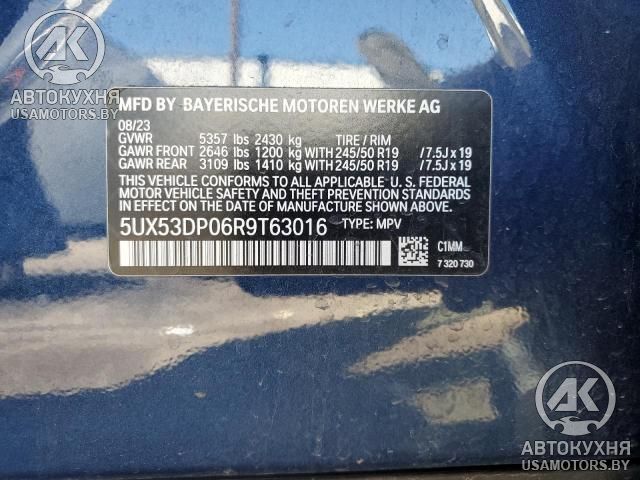 AK
АВТОКУХНЯ
USAMOTORS.BY
MFD BY BAYERISCHE MOTOREN WERKE AG
08/23
GVWR 5357 lbs 2430 kg TIRE / RIM
GAWR FRONT 2646 lbs 1200 kg WITH 245/50 R19 /7.5J x 19
GAWR REAR 3109 lbs 1410 kg WITH 245/50 R19 /7.5J x 19
THIS VEHICLE CONFORMS TO ALL APPLICABLE U. S. FEDERAL
MOTOR VEHICLE SAFETY AND THEFT PREVENTION STANDARDS
IN EFFECT ON THE DATE OF MANUFACTURE SHOWN ABOVE.
5UX53DP06R9T63016 TYPE: MPV
C1MM
7 320 730
AK
АВТОКУХНЯ
USAMOTORS.BY